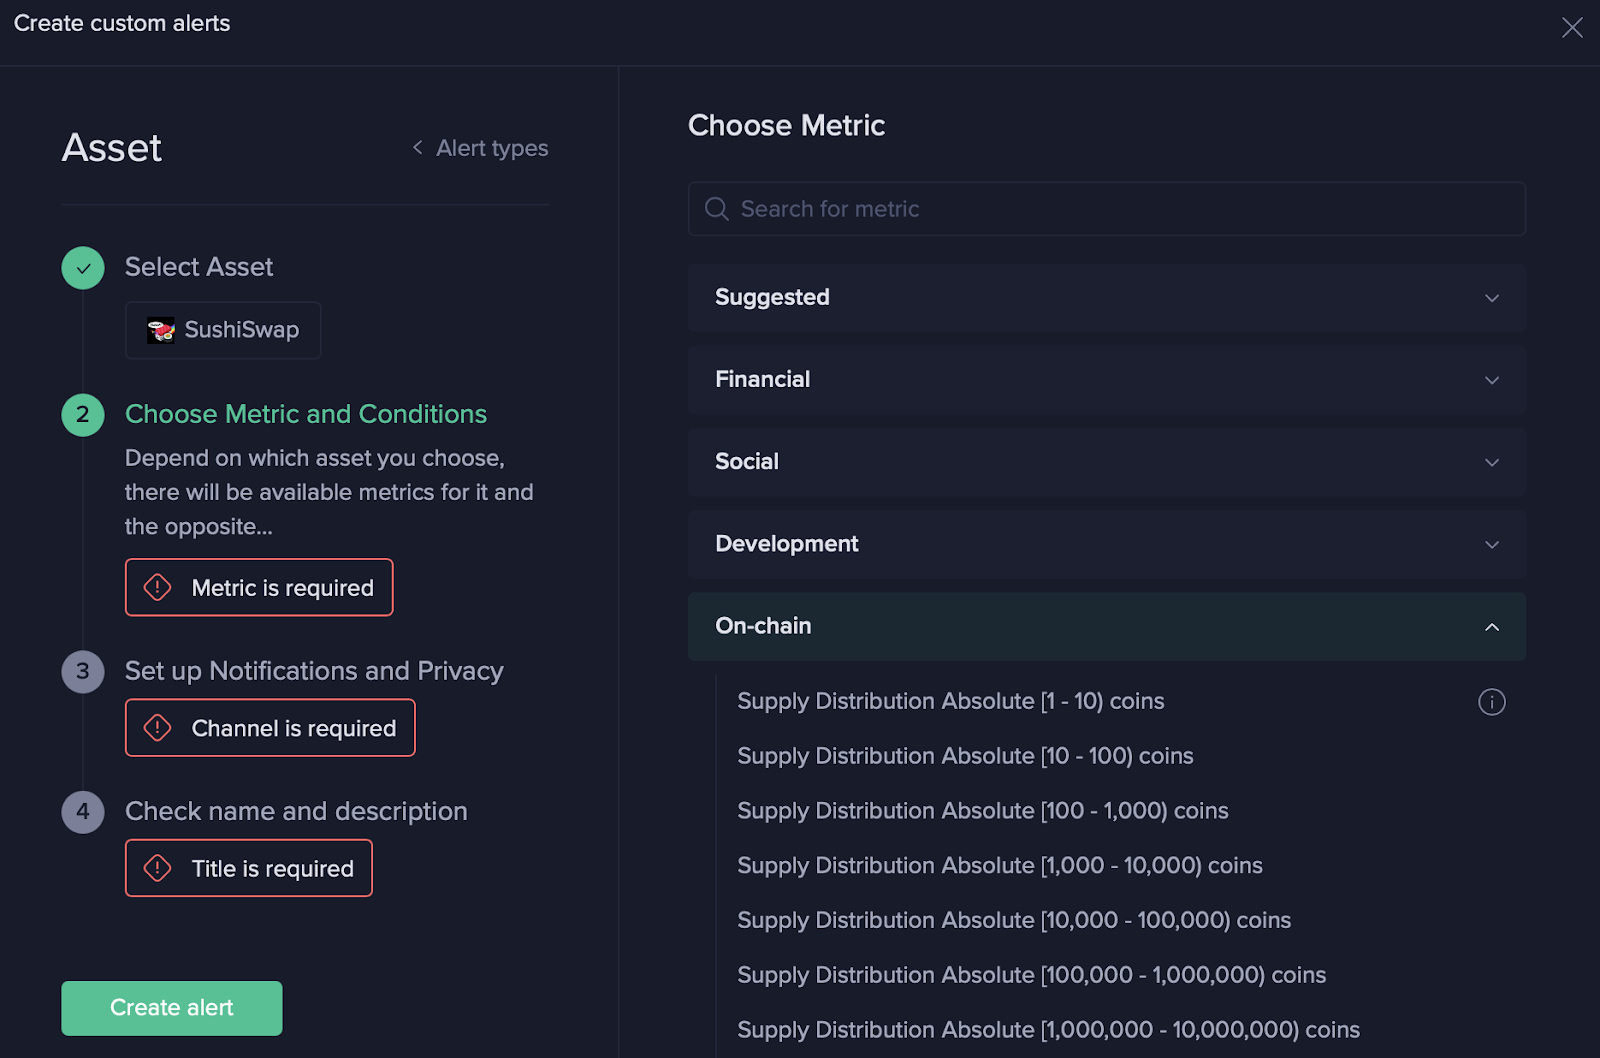 Create custom alerts
Asset
Alert types
Select Asset
SushiSwap
2
Choose Metric and Conditions
Depend on which asset you choose,
there will be available metrics for it and
the opposite...
Metric is required
3
Set up Notifications and Privacy
Channel is required
4
Check name and description
Title is required
Create alert
Choose Metric
Search for metric
Suggested
Financial
Social
Development
On-chain
Supply Distribution Absolute [1 - 10) coins
Supply Distribution Absolute [10 - 100) coins
Supply Distribution Absolute [100 - 1,000) coins
Supply Distribution Absolute [1,000 - 10,000) coins
Supply Distribution Absolute [10,000 - 100,000) coins
Supply Distribution Absolute [100,000 - 1,000,000) coins
Supply Distribution Absolute [1,000,000 - 10,000,000) coins